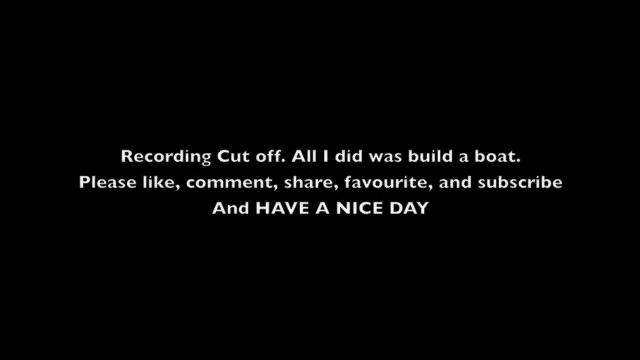 Recording Cut off. All I did was build a boat.
Please like, comment, share, favourite, and subscribe
And HAVE A NICE DAY